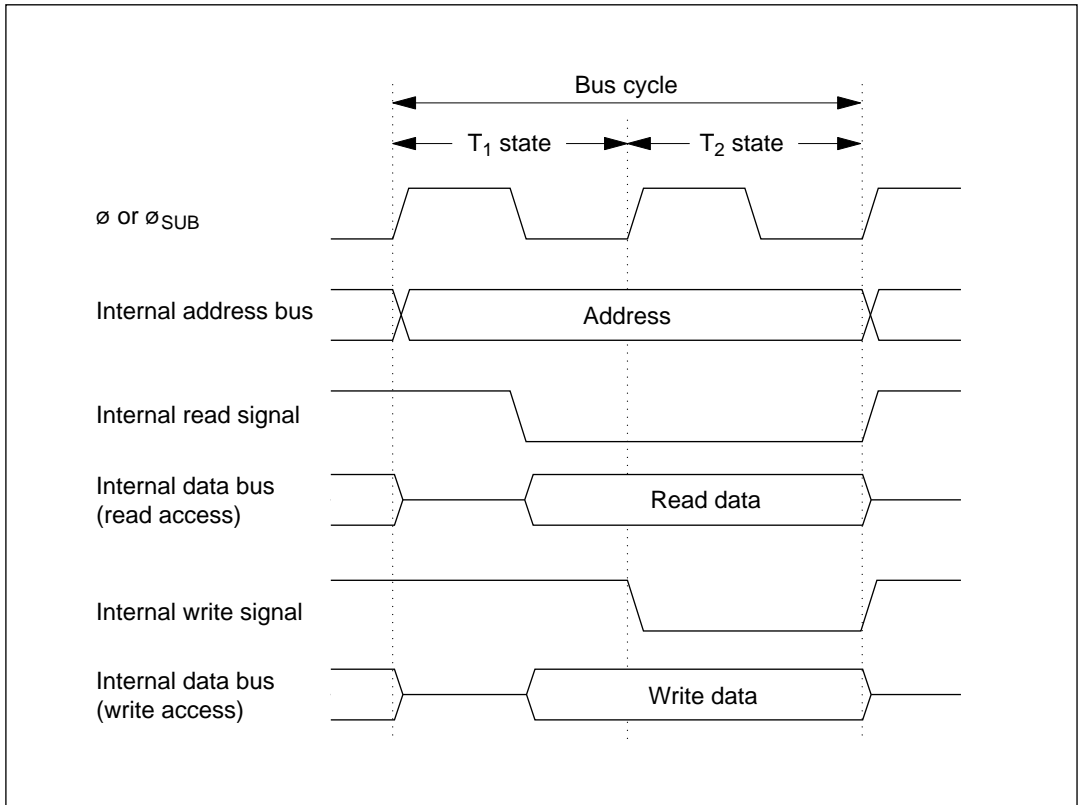 Bus cycle
T₁ state
T₂ state
ø or ø_SUB
Internal address bus
Address
Internal read signal
Internal data bus
(read access)
Read data
Internal write signal
Internal data bus
(write access)
Write data